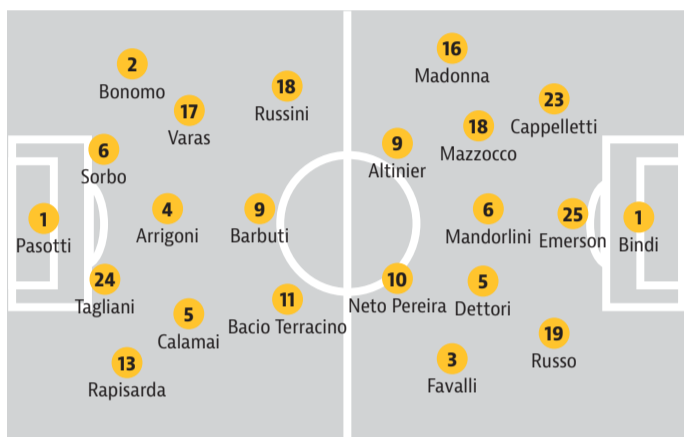 2
Bonomo
17
Varas
18
Russini
6
Sorbo
1
Pasotti
4
Arrigoni
9
Barbuti
24
Tagliani
5
Calamai
11
Bacio Terracino
13
Rapisarda
16
Madonna
23
Cappelletti
18
Mazzocco
9
Altinier
6
Mandorlini
25
Emerson
1
Bindi
10
Neto Pereira
5
Dettori
19
Russo
3
Favalli